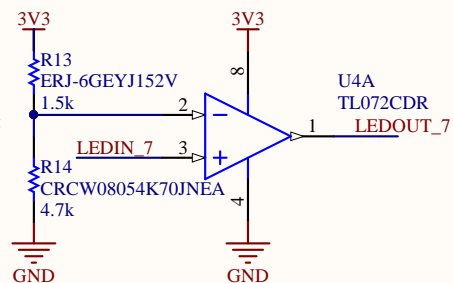 3V3
3V3
R13
ERJ-6GEYJ152V
1.5k
8
U4A
TL072CDR
2
1
LEDOUT_7
LEDIN_7
3
R14
CRCW08054K70JNEA
4.7k
4
GND
GND